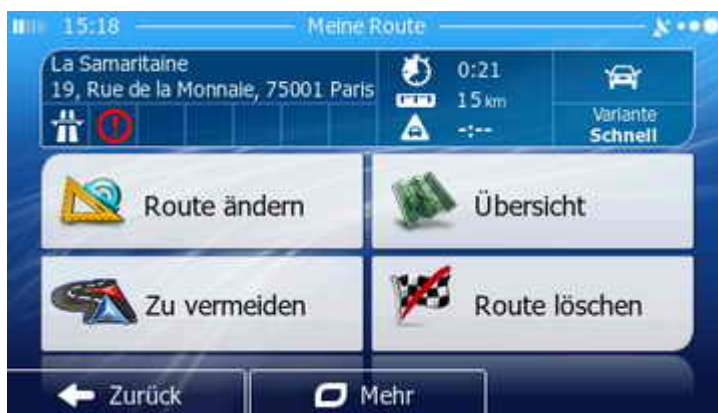 15:18 Meine Route
La Samaritaine
19, Rue de la Monnaie, 75001 Paris
0:21
15 km
-:--
Variante
Schnell
Route ändern
Übersicht
Zu vermeiden
Route löschen
Zurück
Mehr